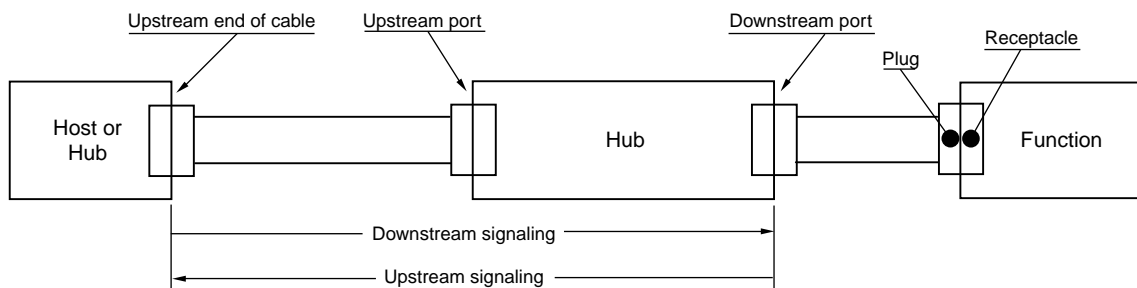 Upstream end of cable
Upstream port
Downstream port
Receptacle
Plug
Host or
Hub
Hub
Function
Downstream signaling
Upstream signaling